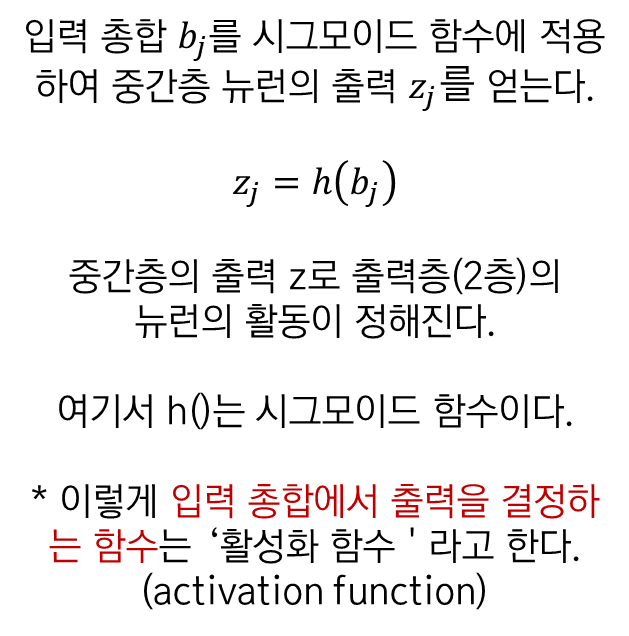 입력 총합 bⱼ를 시그모이드 함수에 적용
하여 중간층 뉴런의 출력 zⱼ를 얻는다.
zⱼ = h(bⱼ)
중간층의 출력 z로 출력층(2층)의
뉴런의 활동이 정해진다.
여기서 h()는 시그모이드 함수이다.
* 이렇게 입력 총합에서 출력을 결정하
는 함수는 ‘활성화 함수 ' 라고 한다.
(activation function)